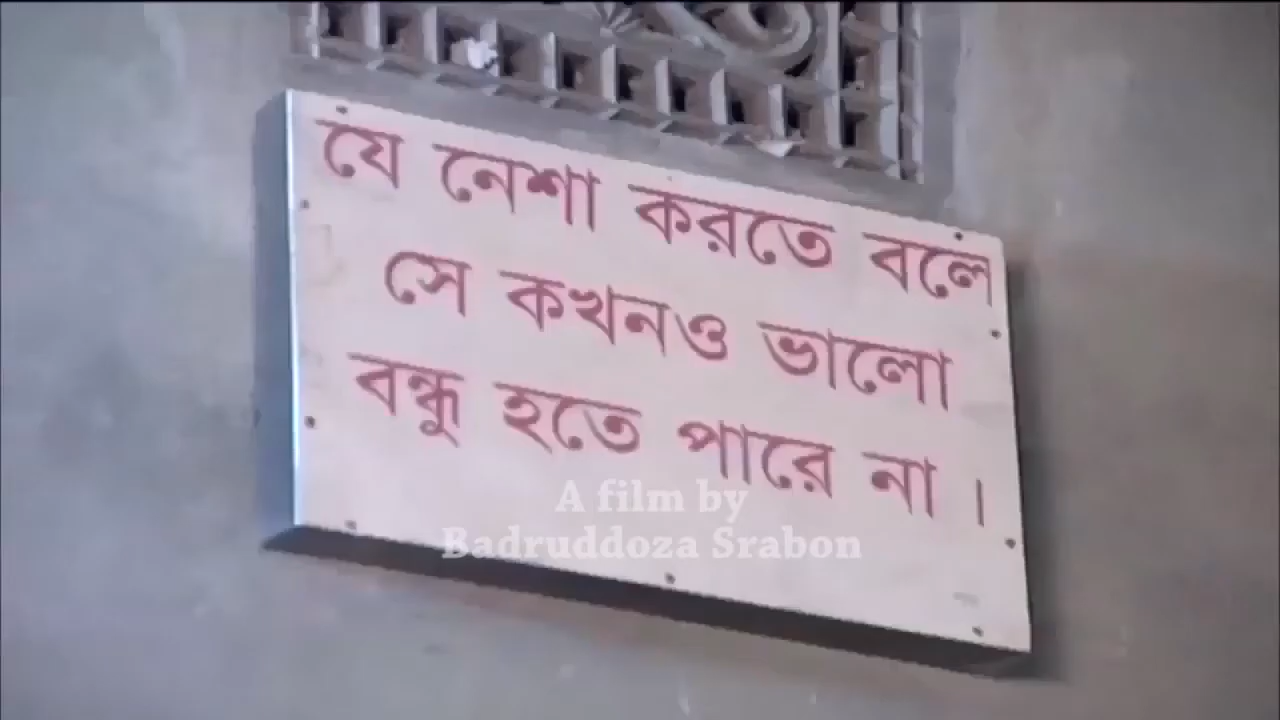 যে নেশা করতে বলে
সে কখনও ভালো
বন্ধু হতে পারে না ।
A film by
Badruddoza Srabon